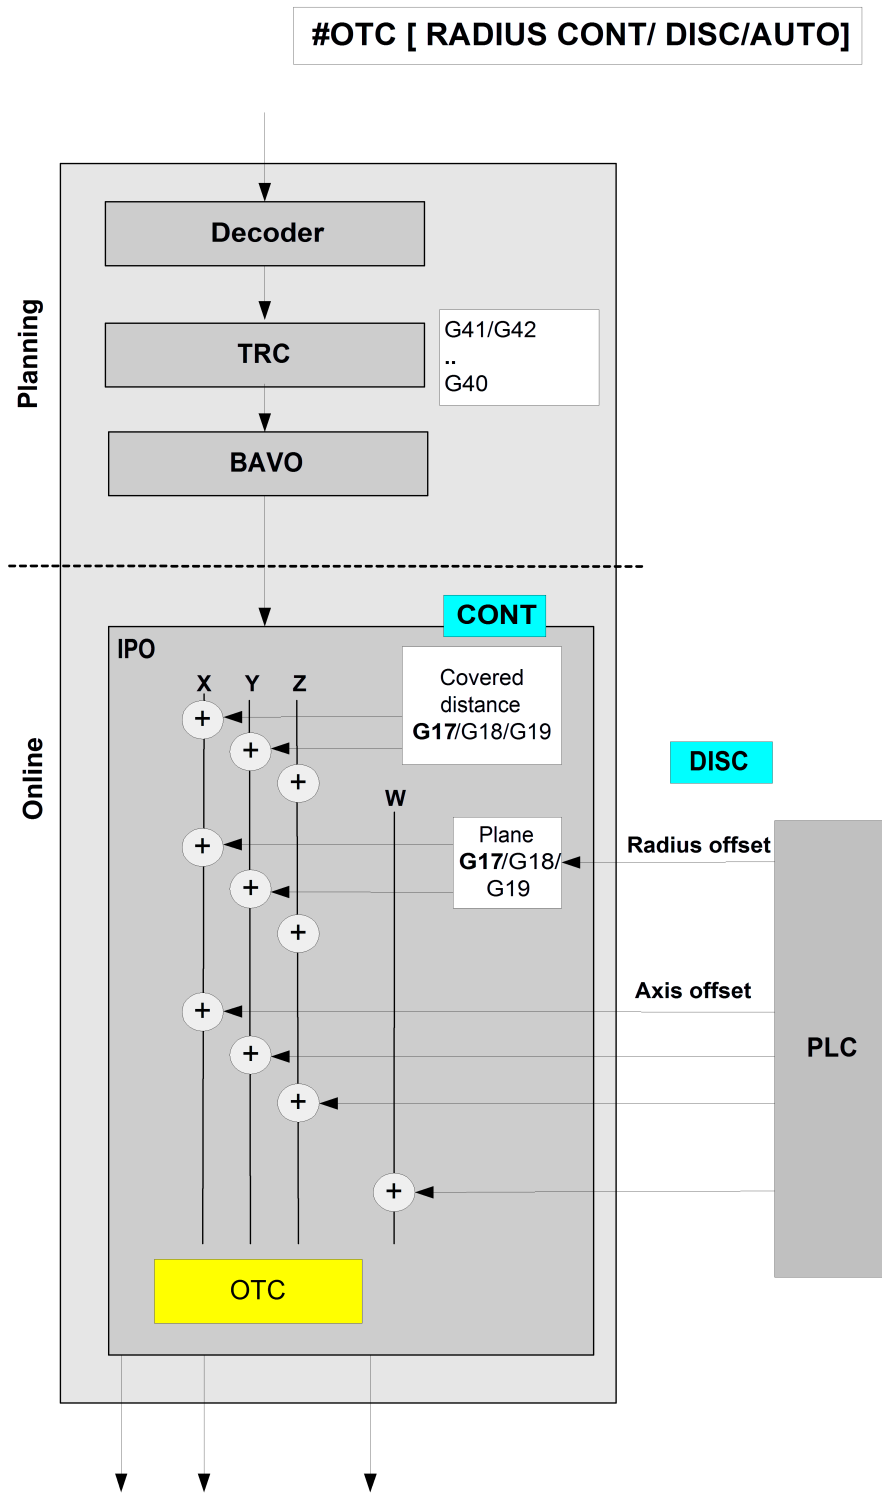 #OTC [ RADIUS CONT/ DISC/AUTO]
Decoder
Planning
TRC
G41/G42
..
G40
BAVO
CONT
IPO
X Y Z
Covered
distance
G17/G18/G19
+
+
+
Online
DISC
W
Plane
G17/G18/
G19
Radius offset
+
+
+
Axis offset
+
+
+
PLC
+
OTC